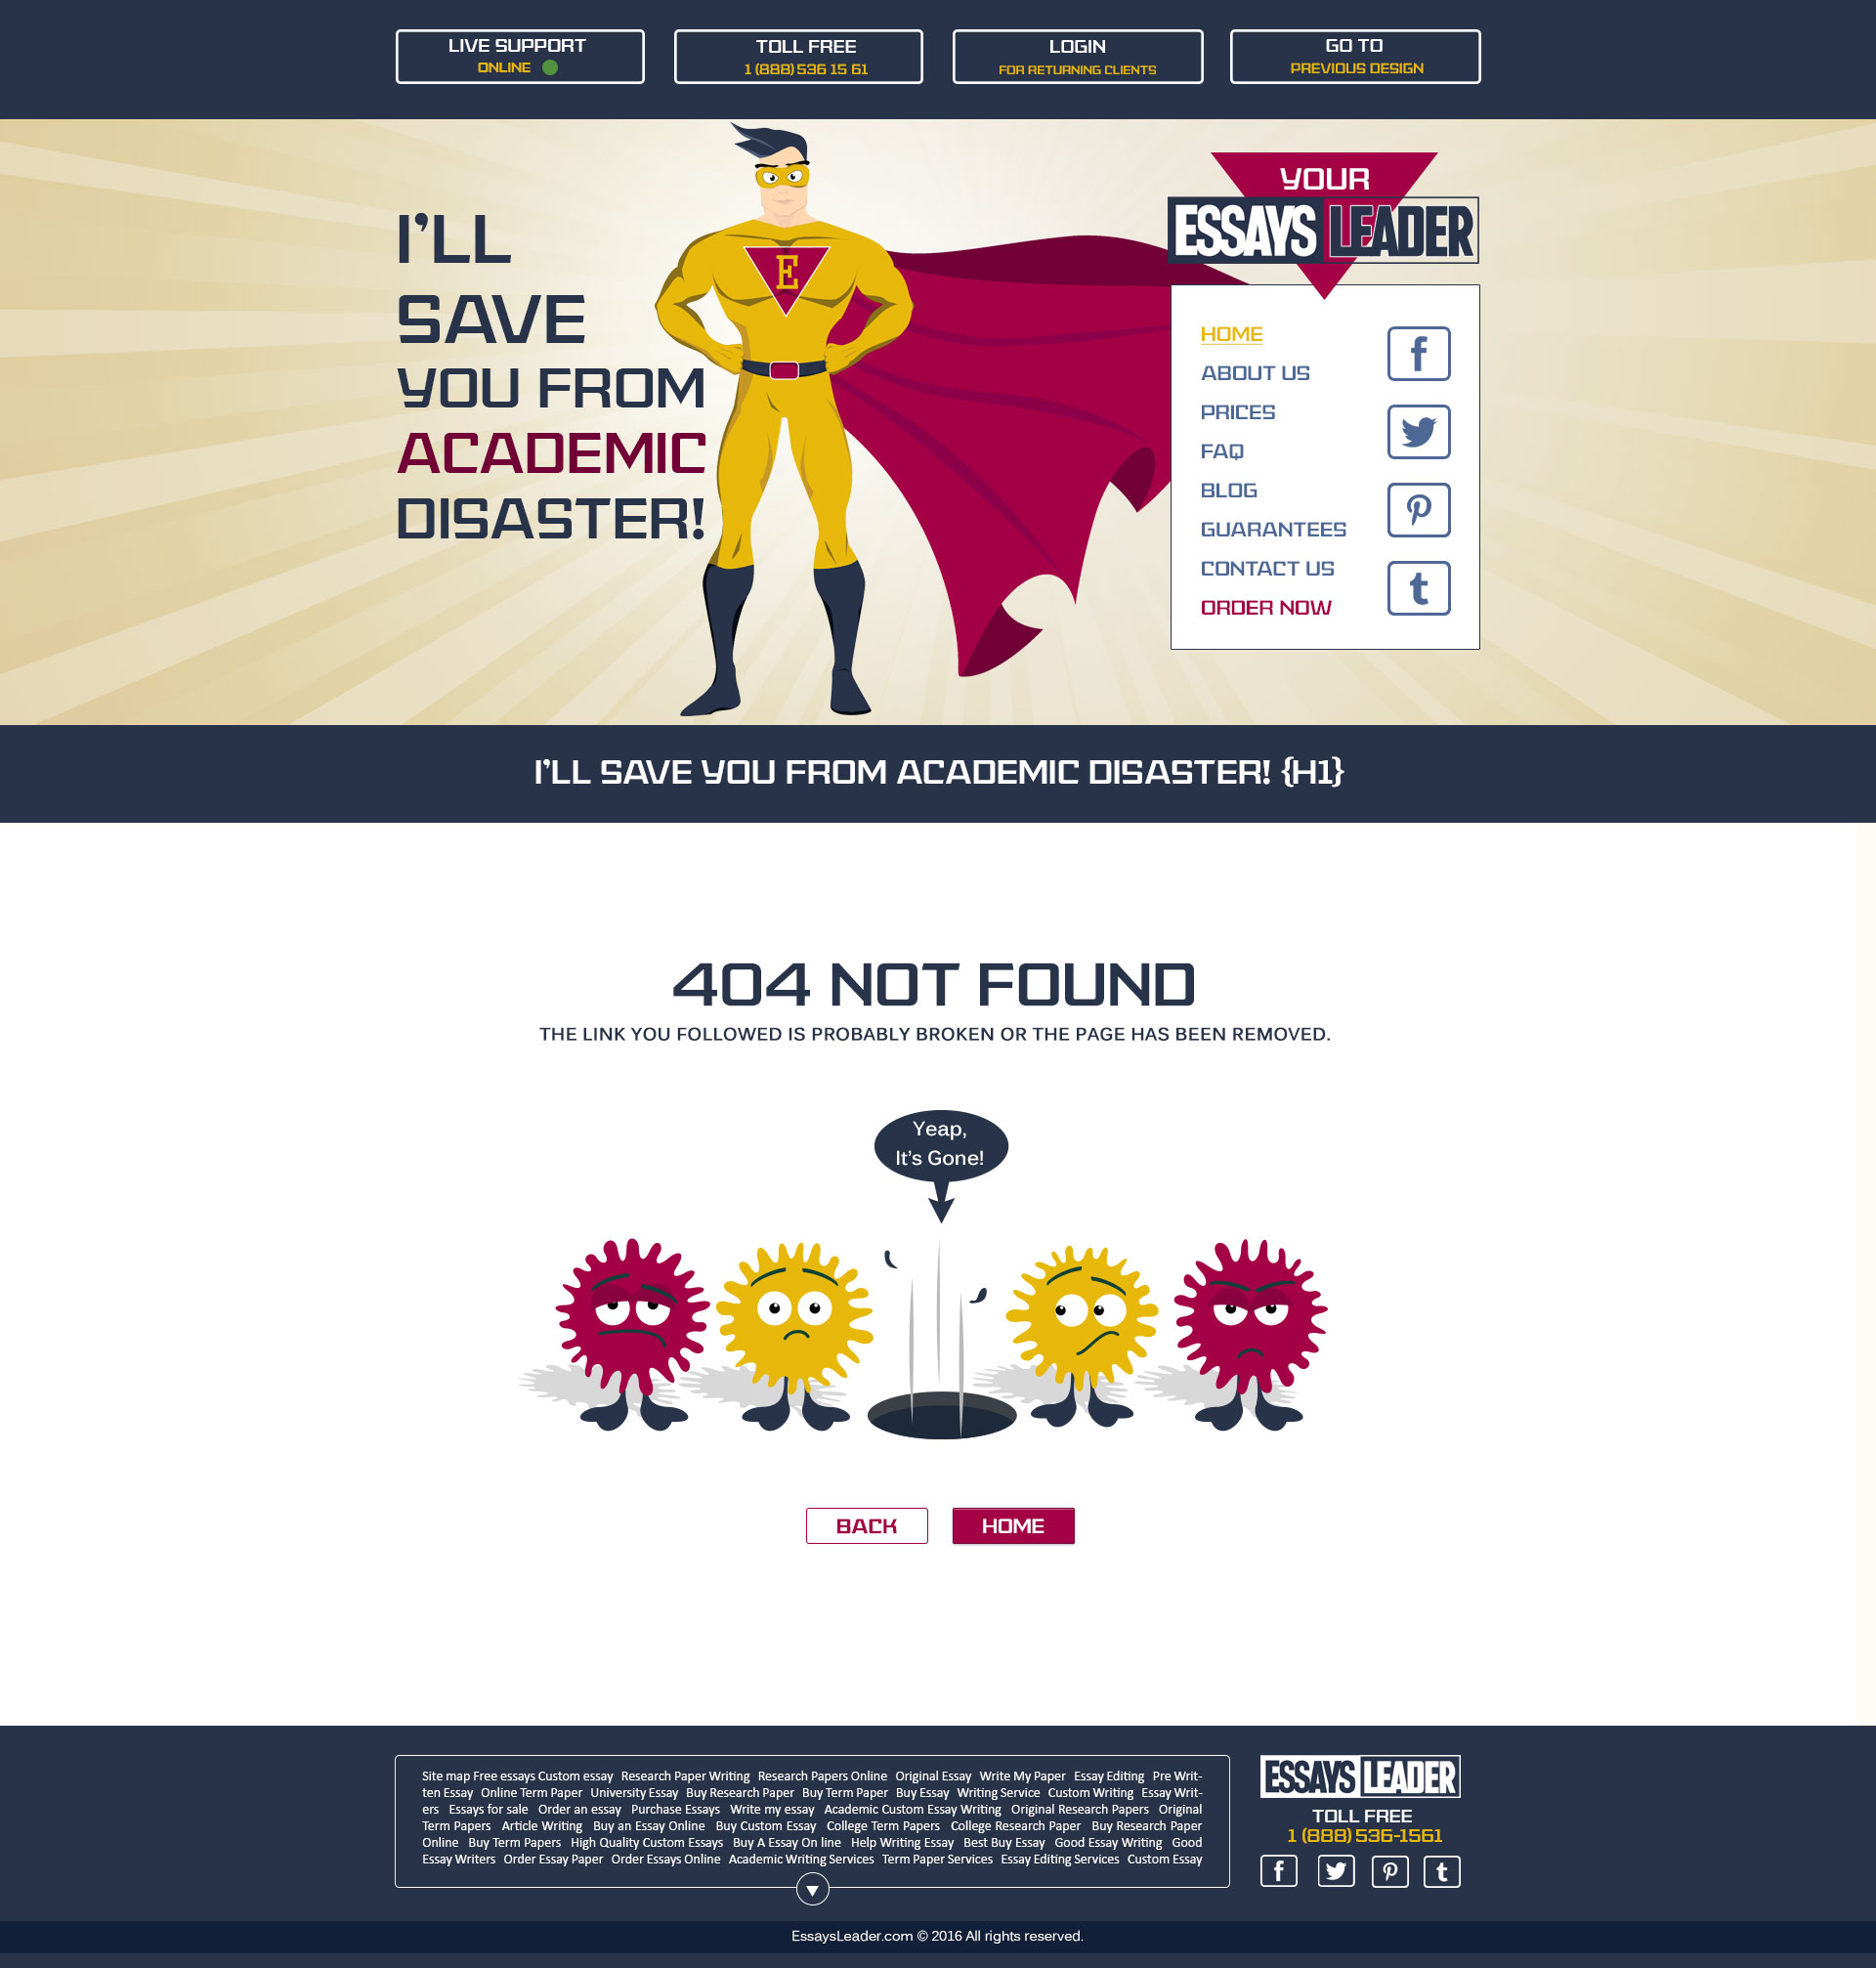 LIVE SUPPORT
ONLINE
TOLL FREE
1 (888) 536 15 61
LOGIN
FOR RETURNING CLIENTS
GO TO
PREVIOUS DESIGN
I'LL
SAVE
YOU FROM
ACADEMIC
DISASTER!
E
YOUR
ESSAYS LEADER
HOME
ABOUT US
PRICES
FAQ
BLOG
GUARANTEES
CONTACT US
ORDER NOW
I'LL SAVE YOU FROM ACADEMIC DISASTER! {H1}
404 NOT FOUND
THE LINK YOU FOLLOWED IS PROBABLY BROKEN OR THE PAGE HAS BEEN REMOVED.
Yeap,
It's Gone!
BACK
HOME
Site map Free essays Custom essay Research Paper Writing Research Papers Online Original Essay Write My Paper Essay Editing Pre Writ-
ten Essay Online Term Paper University Essay Buy Research Paper Buy Term Paper Buy Essay Writing Service Custom Writing Essay Writ-
ers Essays for sale Order an essay Purchase Essays Write my essay Academic Custom Essay Writing Original Research Papers Original
Term Papers Article Writing Buy an Essay Online Buy Custom Essay College Term Papers College Research Paper Buy Research Paper
Online Buy Term Papers High Quality Custom Essays Buy A Essay On line Help Writing Essay Best Buy Essay Good Essay Writing Good
Essay Writers Order Essay Paper Order Essays Online Academic Writing Services Term Paper Services Essay Editing Services Custom Essay
ESSAYS LEADER
TOLL FREE
1 (888) 536-1561
EssaysLeader.com © 2016 All rights reserved.